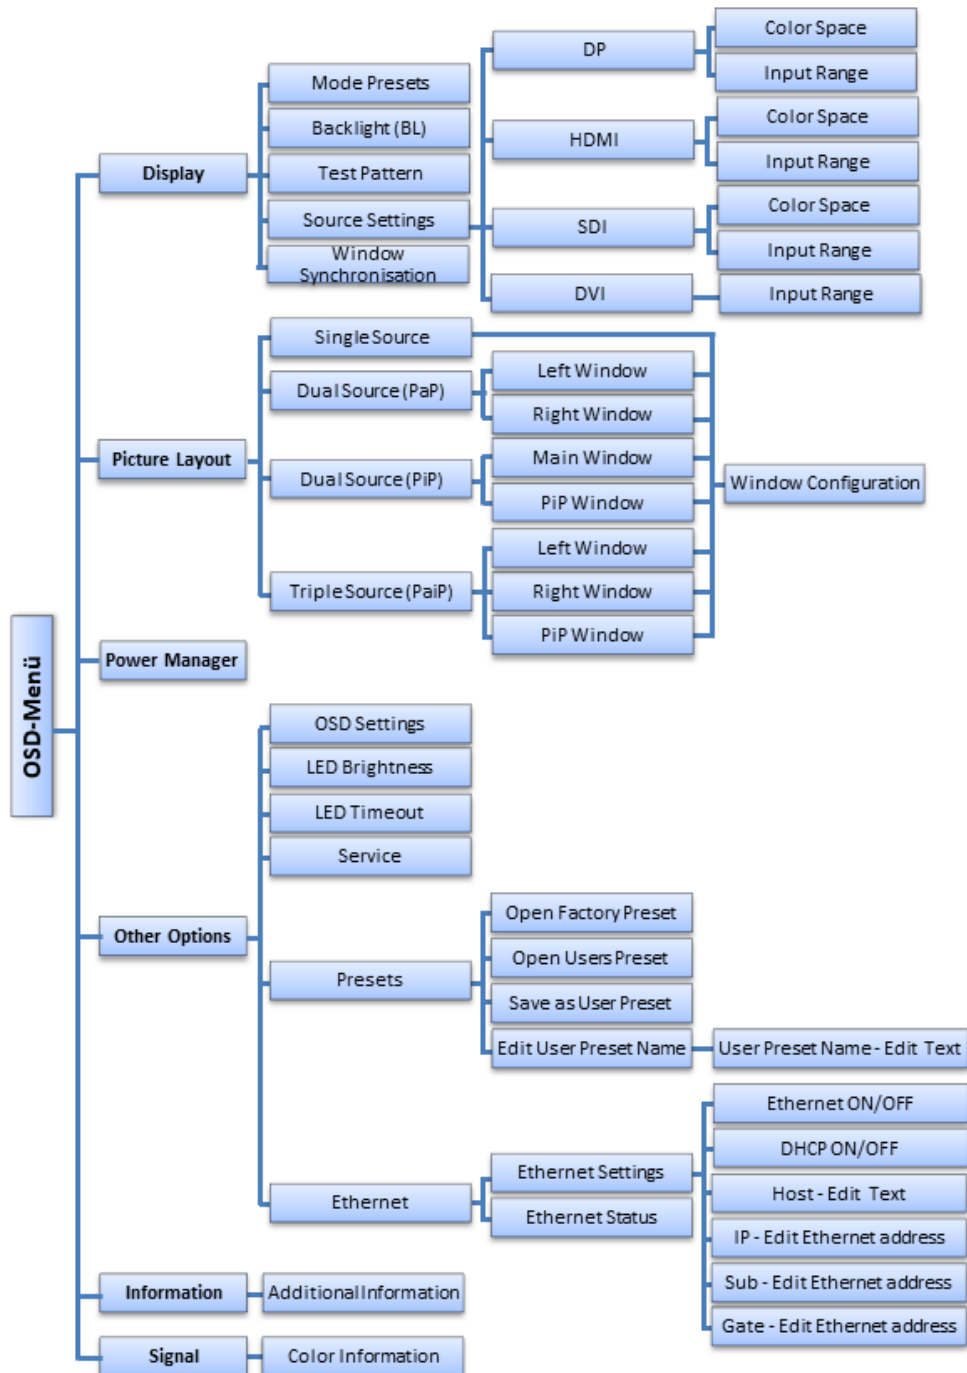 OSD-Menü
Display
Mode Presets
Backlight (BL)
Test Pattern
Source Settings
DP
Color Space
Input Range
HDMI
Color Space
Input Range
SDI
Color Space
Input Range
DVI
Input Range
Window
Synchronisation
Picture Layout
Single Source
Dual Source (PaP)
Left Window
Right Window
Dual Source (PiP)
Main Window
PiP Window
Triple Source (PaiP)
Left Window
Right Window
PiP Window
Window Configuration
Power Manager
Other Options
OSD Settings
LED Brightness
LED Timeout
Service
Presets
Open Factory Preset
Open Users Preset
Save as User Preset
Edit User Preset Name
User Preset Name - Edit Text
Ethernet
Ethernet Settings
Ethernet ON/OFF
DHCP ON/OFF
Host - Edit Text
IP - Edit Ethernet address
Sub - Edit Ethernet address
Gate - Edit Ethernet address
Ethernet Status
Information
Additional Information
Signal
Color Information